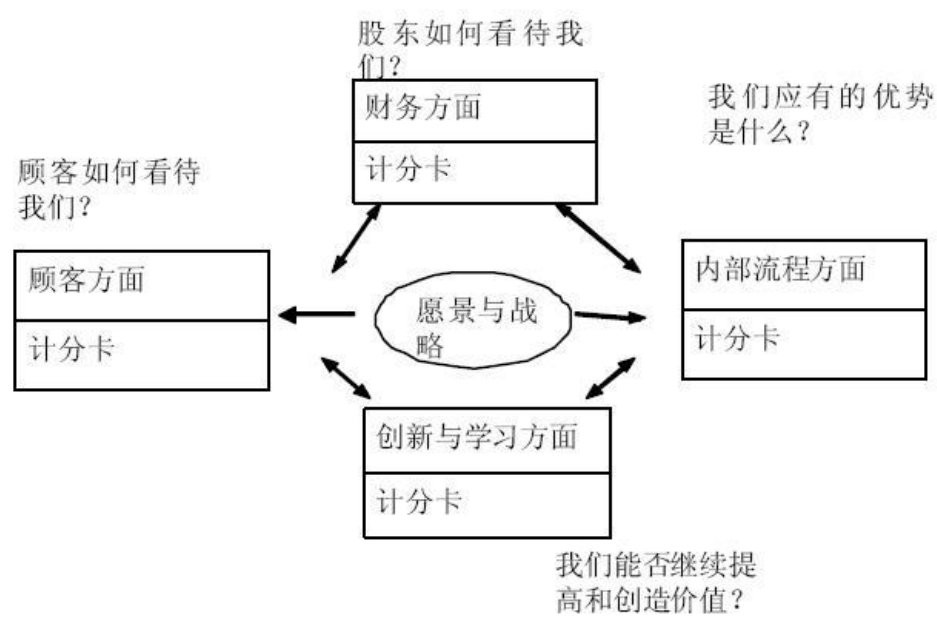 股东如何看待我
们？
财务方面
计分卡
我们应有的优势
是什么？
顾客如何看待
我们？
顾客方面
计分卡
愿景与战
略
内部流程方面
计分卡
创新与学习方面
计分卡
我们能否继续提
高和创造价值？